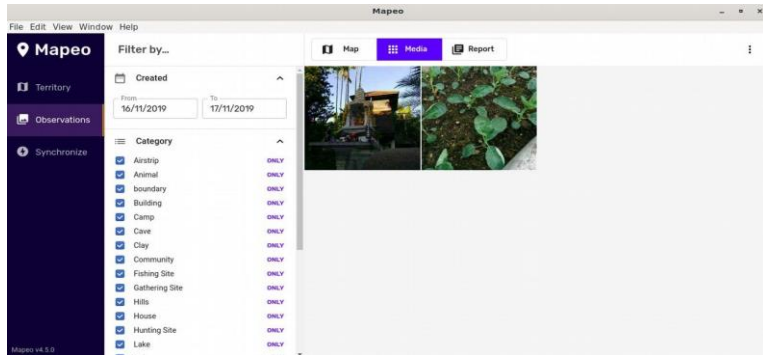 Mapeo
File Edit View Window Help
Mapeo
Territory
Observations
Synchronize
Mapeo v4.5.0
Filter by...
Created
From
16/11/2019
To
17/11/2019
Category
Airstrip ONLY
Animal ONLY
boundary ONLY
Building ONLY
Camp ONLY
Cave ONLY
Clay ONLY
Community ONLY
Fishing Site ONLY
Gathering Site ONLY
Hills ONLY
House ONLY
Hunting Site ONLY
Lake ONLY
Map Media Report